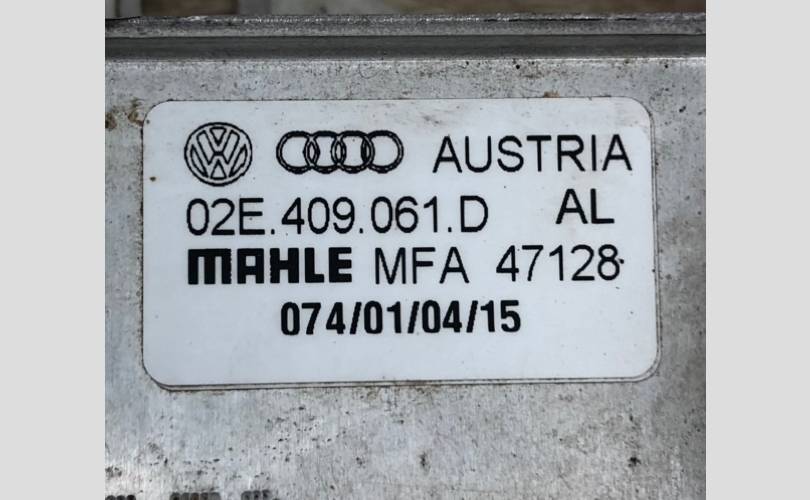 AUSTRIA
02E.409.061.D AL
MAHLE MFA 47128
074/01/04/15